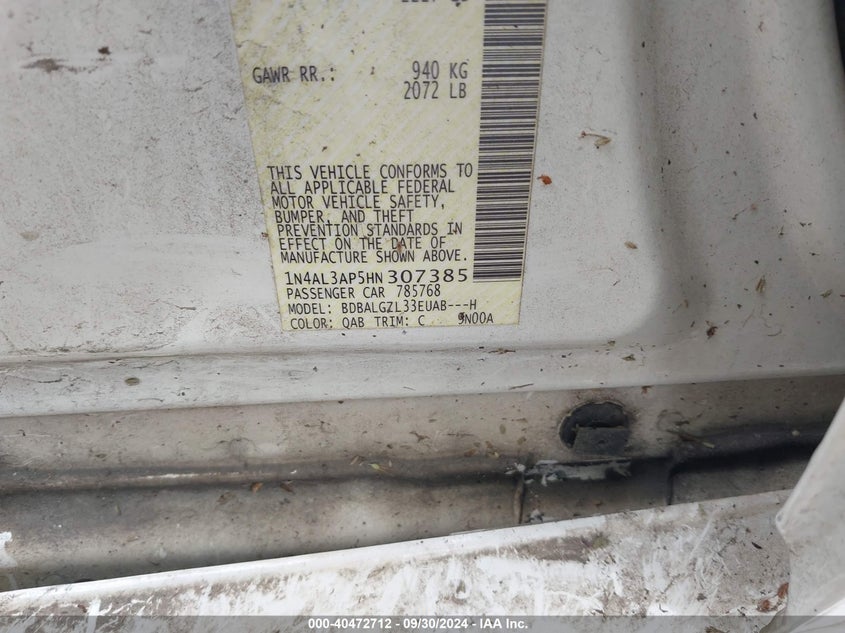 GAWR RR.: 940 KG
2072 LB
THIS VEHICLE CONFORMS TO
ALL APPLICABLE FEDERAL
MOTOR VEHICLE SAFETY,
BUMPER, AND THEFT
PREVENTION STANDARDS IN
EFFECT ON THE DATE OF
MANUFACTURE SHOWN ABOVE.
1N4AL3AP5HN307385
PASSENGER CAR 785768
MODEL: BDBALGZL33EUAB---H
COLOR: QAB TRIM: C 9N00A
000-40472712 - 09/30/2024 - IAA Inc.